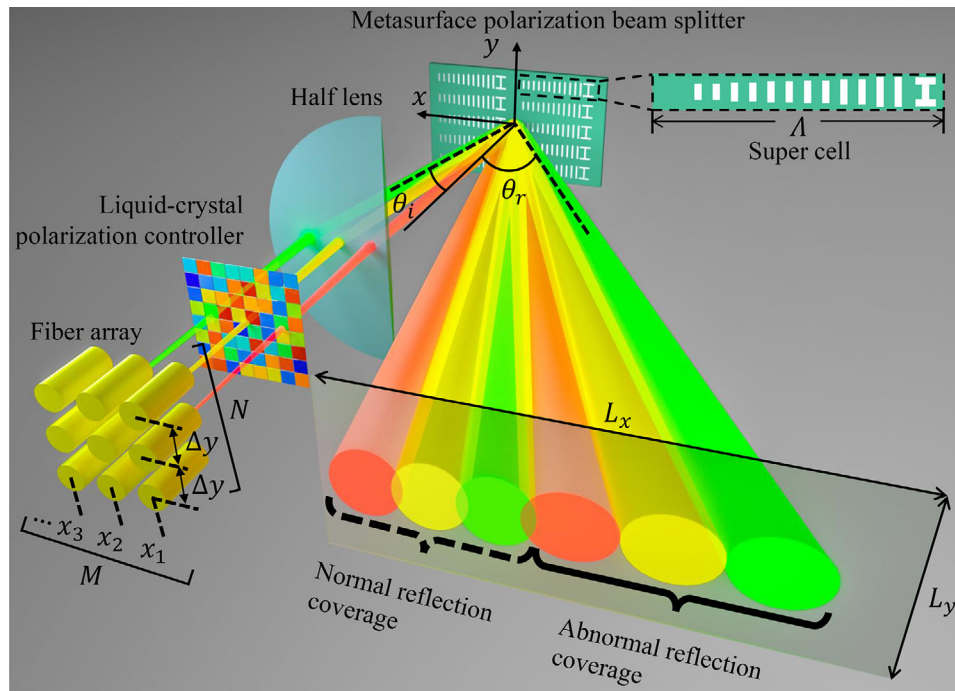 Metasurface polarization beam splitter
y
x
Half lens
Λ
Super cell
θᵢ
θᵣ
Liquid-crystal
polarization controller
Fiber array
N
Δy
Δy
... x₃ x₂ x₁
M
Lₓ
L_y
Normal reflection
coverage
Abnormal reflection
coverage